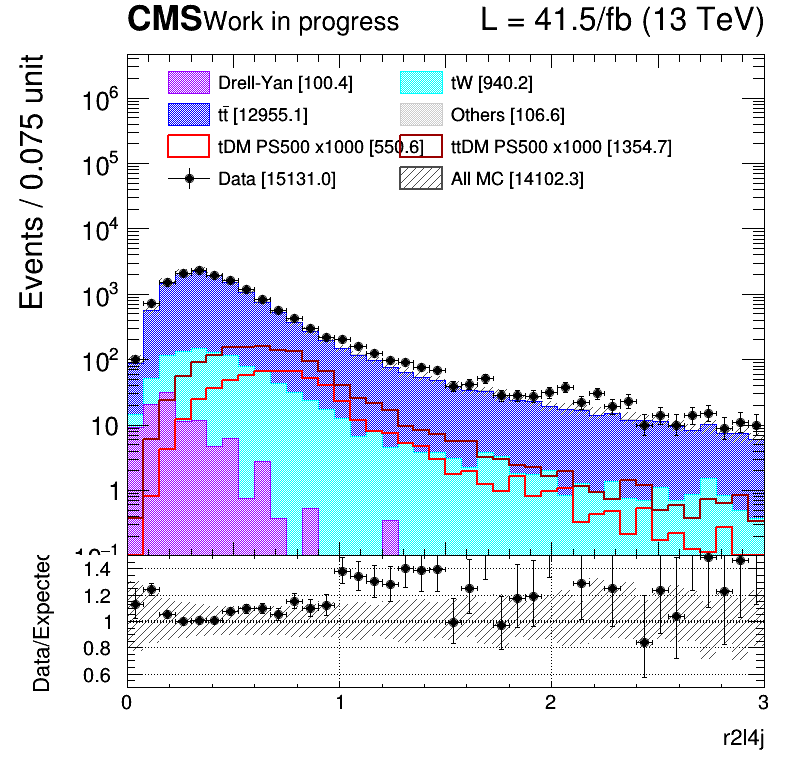 CMS Work in progress L = 41.5/fb (13 TeV)
Events / 0.075 unit
Drell-Yan [100.4] tW [940.2]
tt̄ [12955.1] Others [106.6]
tDM PS500 x1000 [550.6] ttDM PS500 x1000 [1354.7]
Data [15131.0] All MC [14102.3]
10⁶
10⁵
10⁴
10³
10²
10
1
10⁻¹
Data/Expected
1.4
1.2
1
0.8
0.6
0 1 2 3
r2l4j